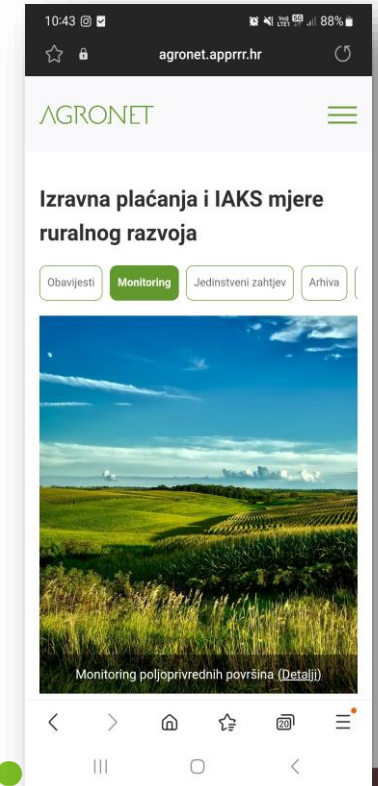 10:43
88%
agronet.apprrr.hr
AGRONET
Izravna plaćanja i IAKS mjere
ruralnog razvoja
Obavijesti Monitoring Jedinstveni zahtjev Arhiva
Monitoring poljoprivrednih površina (Detalji)
20